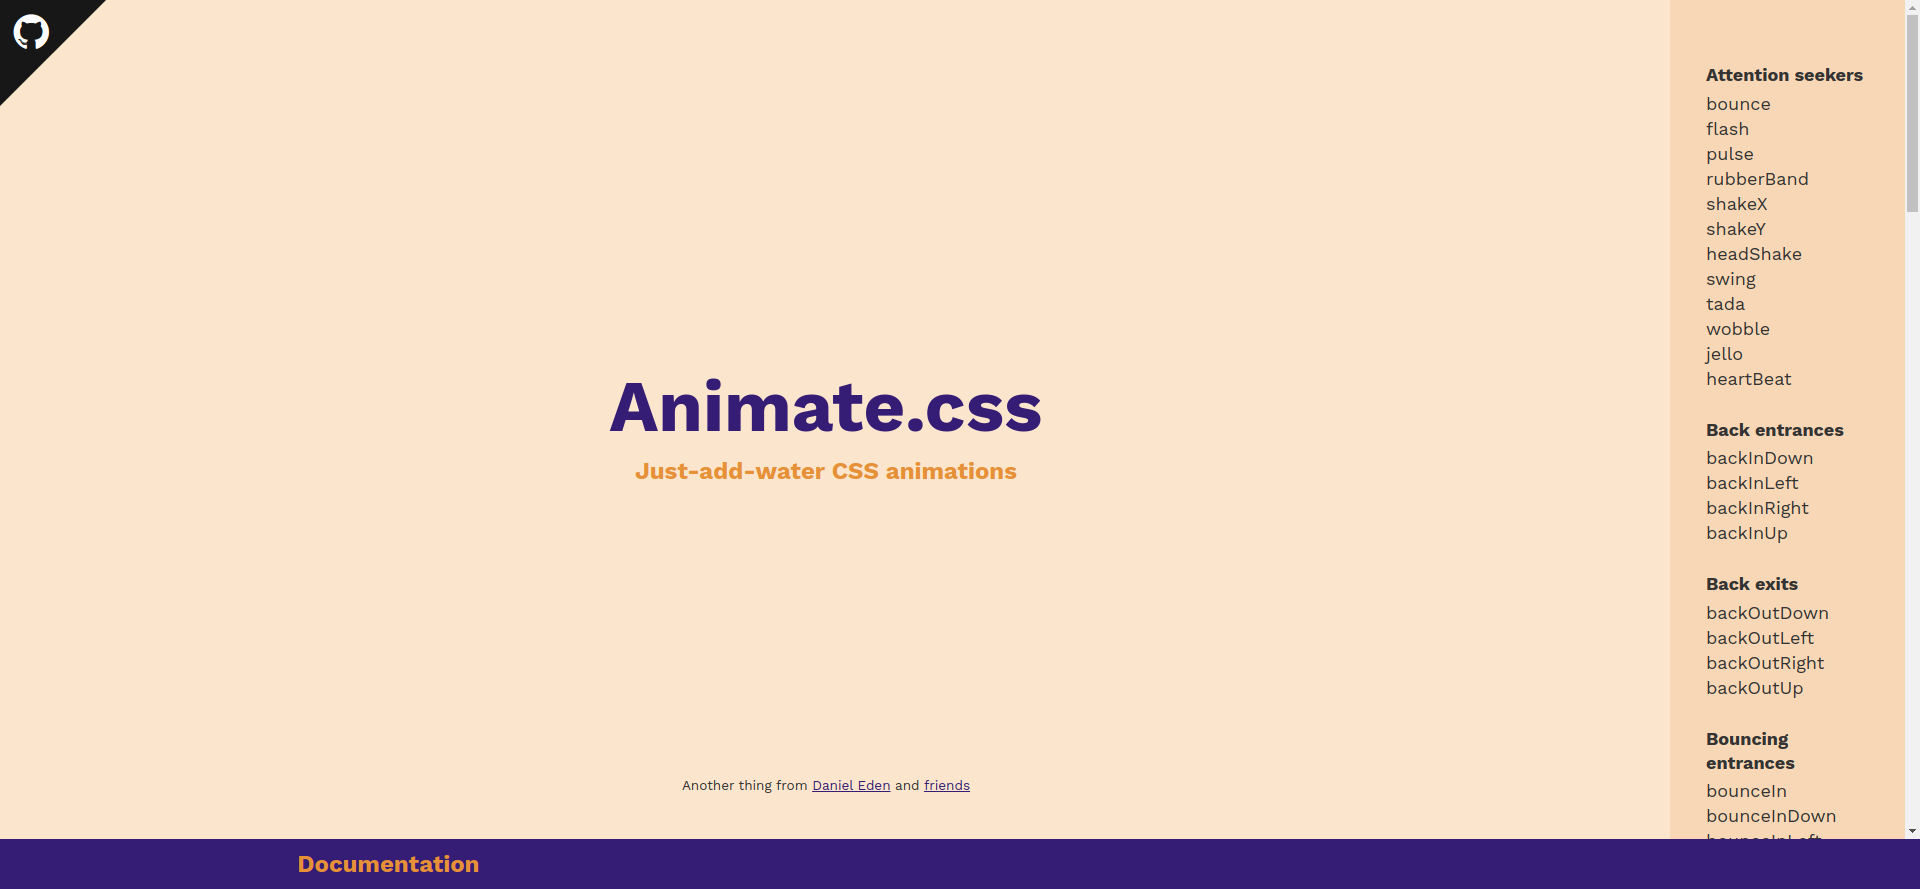 Animate.css
Just-add-water CSS animations
Another thing from Daniel Eden and friends
Attention seekers
bounce
flash
pulse
rubberBand
shakeX
shakeY
headShake
swing
tada
wobble
jello
heartBeat
Back entrances
backInDown
backInLeft
backInRight
backInUp
Back exits
backOutDown
backOutLeft
backOutRight
backOutUp
Bouncing
entrances
bounceIn
bounceInDown
bounceInLeft
Documentation